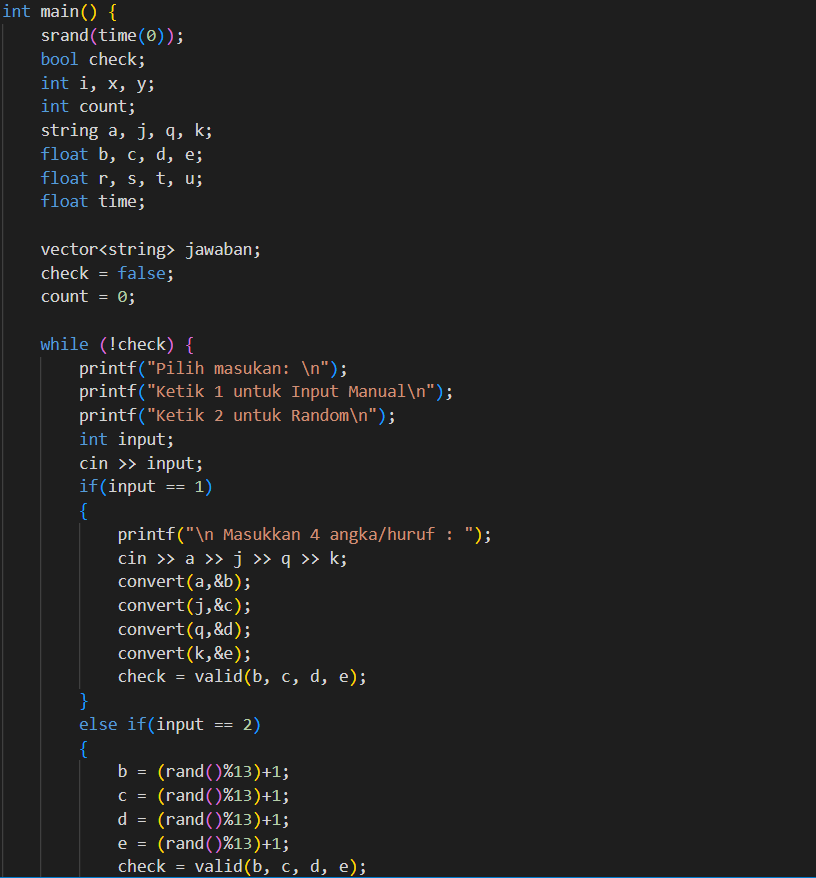 int main() {
    srand(time(0));
    bool check;
    int i, x, y;
    int count;
    string a, j, q, k;
    float b, c, d, e;
    float r, s, t, u;
    float time;

    vector<string> jawaban;
    check = false;
    count = 0;

    while (!check) {
        printf("Pilih masukan: \n");
        printf("Ketik 1 untuk Input Manual\n");
        printf("Ketik 2 untuk Random\n");
        int input;
        cin >> input;
        if(input == 1)
        {
            printf("\n Masukkan 4 angka/huruf : ");
            cin >> a >> j >> q >> k;
            convert(a,&b);
            convert(j,&c);
            convert(q,&d);
            convert(k,&e);
            check = valid(b, c, d, e);
        }
        else if(input == 2)
        {
            b = (rand()%13)+1;
            c = (rand()%13)+1;
            d = (rand()%13)+1;
            e = (rand()%13)+1;
            check = valid(b, c, d, e);